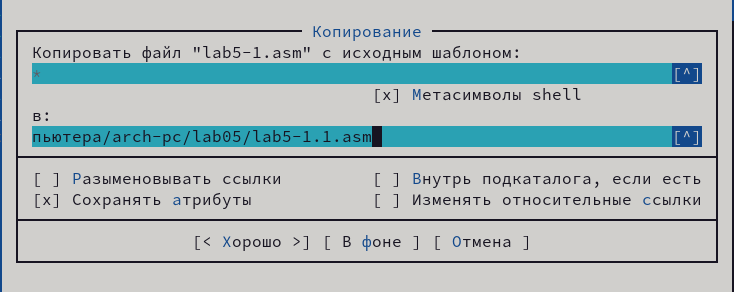 Копирование
Копировать файл "lab5-1.asm" с исходным шаблоном:
* [^]
[x] Метасимволы shell
в:
пьютера/arch-pc/lab05/lab5-1.1.asm [^]
[ ] Разыменовывать ссылки [ ] Внутрь подкаталога, если есть
[x] Сохранять атрибуты [ ] Изменять относительные ссылки
[< Хорошо >] [ В фоне ] [ Отмена ]